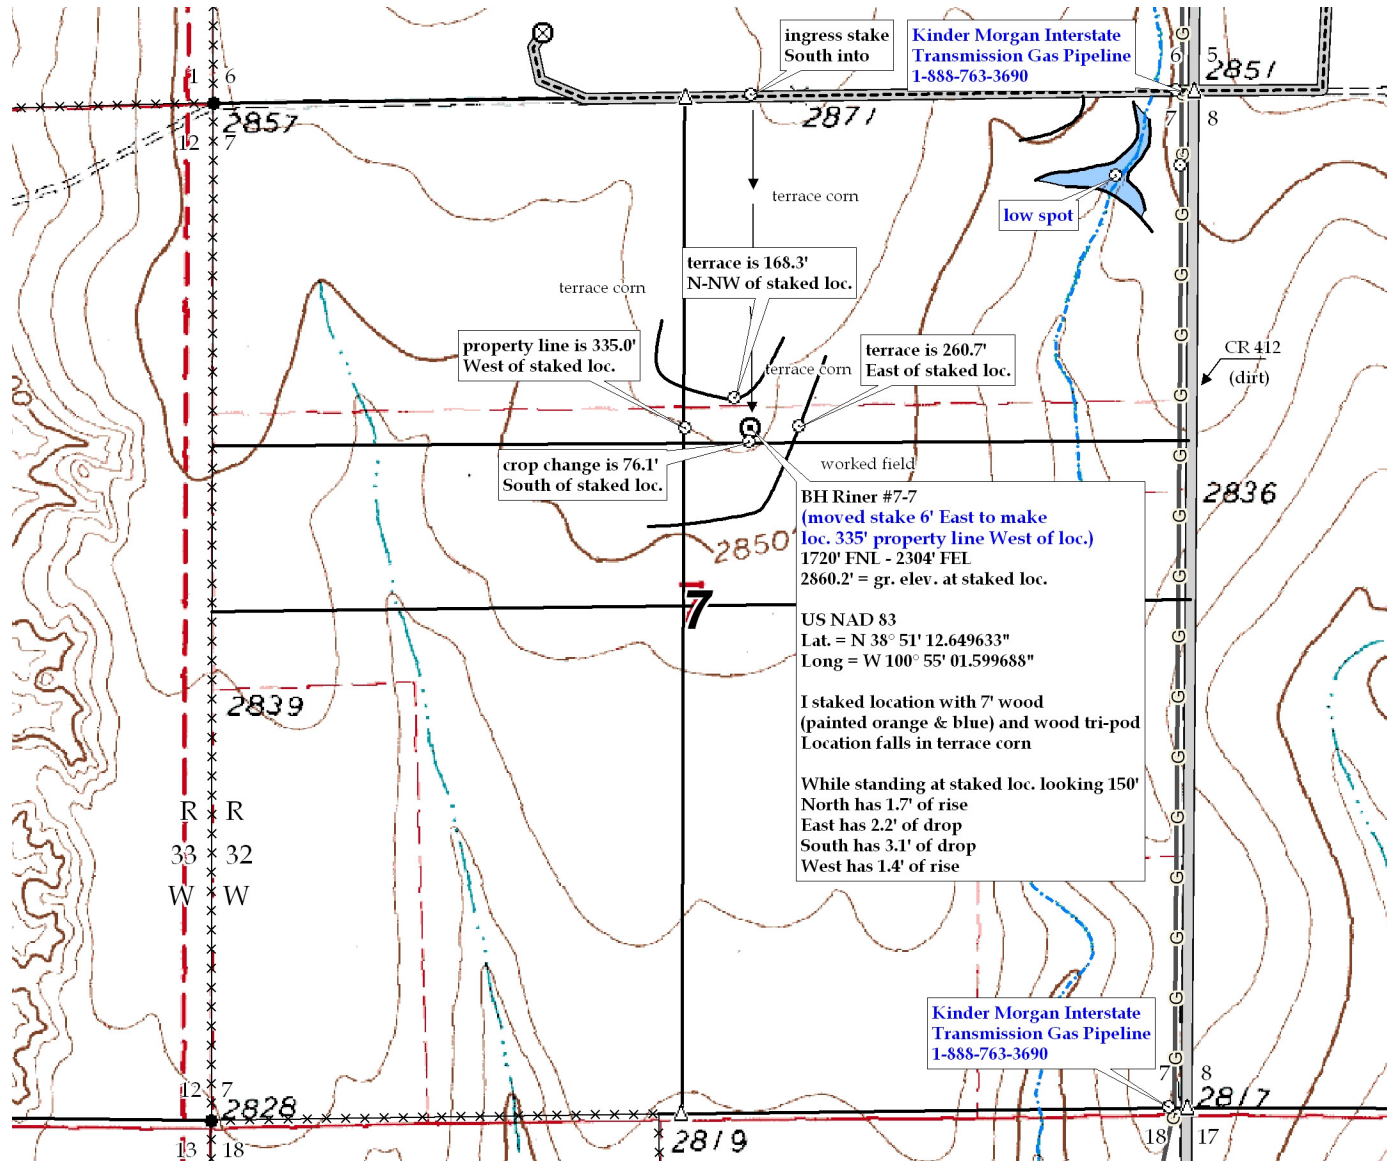 ingress stake
South into
Kinder Morgan Interstate
Transmission Gas Pipeline
1-888-763-3690
G
6 5
2851
1 6
2857
12 7
2871
7 8
G
G
terrace corn
low spot
terrace is 168.3'
N-NW of staked loc.
terrace corn
G
G
property line is 335.0'
West of staked loc.
terrace is 260.7'
East of staked loc.
CR 412
(dirt)
terrace corn
G
G
crop change is 76.1'
South of staked loc.
worked field
2836
G
BH Riner #7-7
(moved stake 6' East to make
loc. 335' property line West of loc.)
1720' FNL - 2304' FEL
2860.2' = gr. elev. at staked loc.
US NAD 83
Lat. = N 38° 51' 12.649633"
Long = W 100° 55' 01.599688"
I staked location with 7' wood
(painted orange & blue) and wood tri-pod
Location falls in terrace corn
While standing at staked loc. looking 150'
North has 1.7' of rise
East has 2.2' of drop
South has 3.1' of drop
West has 1.4' of rise
2850'
7
G
G
G
G
2839
G
R R
33 32
W W
G
G
G
Kinder Morgan Interstate
Transmission Gas Pipeline
1-888-763-3690
G
7 8
12 7
2828
2817
G
2819
13 18
18 17